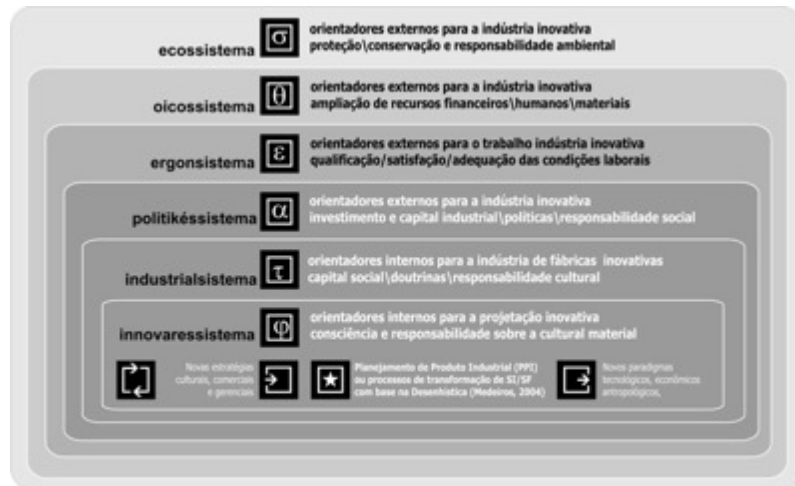 ecossistema σ orientadores externos para a indústria inovativa
proteção\conservação e responsabilidade ambiental
oicossistema θ orientadores externos para a indústria inovativa
ampliação de recursos financeiros\humanos\materiais
ergonsistema ε orientadores externos para o trabalho indústria inovativa
qualificação/satisfação/adequação das condições laborais
politikéssistema α orientadores externos para a indústria inovativa
investimento e capital industrial\políticas\responsabilidade social
industrialsistema τ orientadores internos para a indústria de fábricas inovativas
capital social\doutrinas\responsabilidade cultural
innovaressistema φ orientadores internos para a projetação inovativa
consciência e responsabilidade sobre a cultural material
Novas estratégias
culturais, comerciais
e gerenciais
Planejamento de Produto Industrial (PPI)
ou processos de transformação de SI/SF
com base na Desenhística (Medeiros, 2004)
Novos paradigmas
tecnológicos, econômicos
antropológicos,